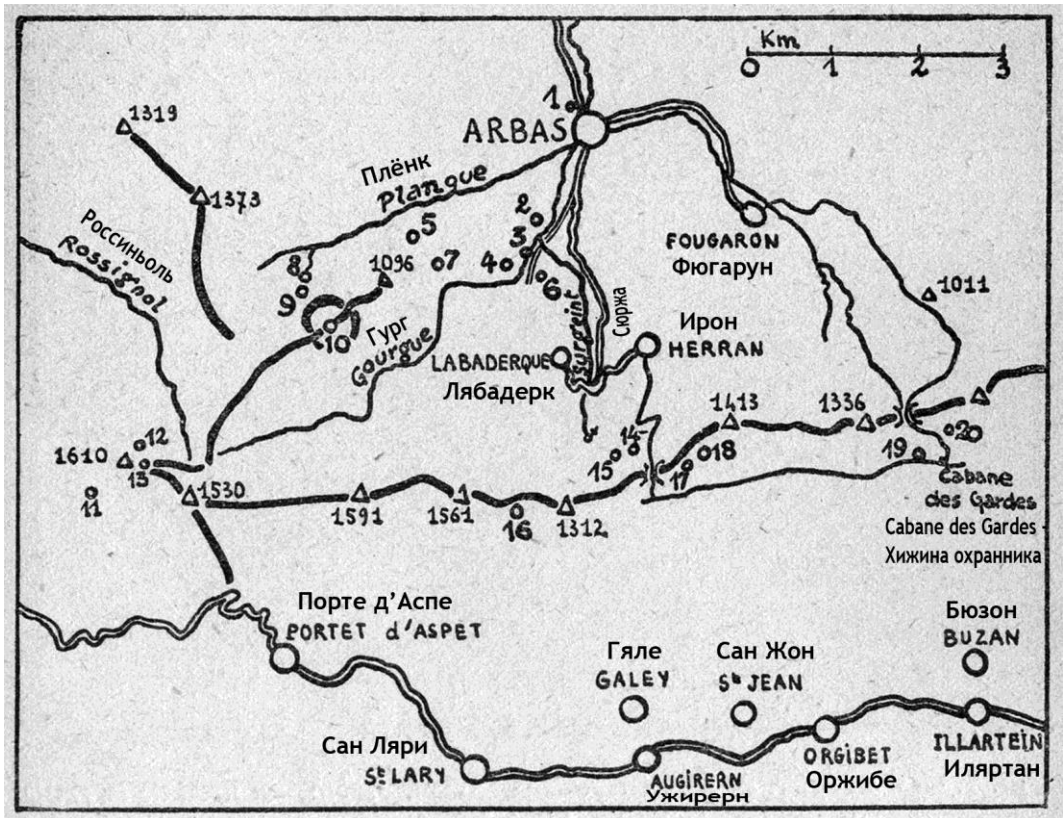 Km
0 1 2 3
1319
1
ARBAS
Плёнк
Planque
1373
2
5
3
FOUGARON
Фюгарун
Россиньоль
Rossignol
8
1096
7
4
6
1011
9
Сюржа
10
Гург
Gourgue
Burgeint
Ирон
HERRAN
LABADERQUE
Лябадерк
1413
1336
12
14
1610
13
15
18
19
20
17
11
1530
1591
1561
16
1312
Cabane
des Gardes
Cabane des Gardes -
Хижина охранника
Порте д’Аспе
PORTET d'ASPET
Бюзон
BUZAN
Гяле
GALEY
Сан Жон
St JEAN
Сан Ляри
St LARY
AUGIRERN
Ужирерн
ORGIBET
Оржибе
ILLARTEIN
Иляртан